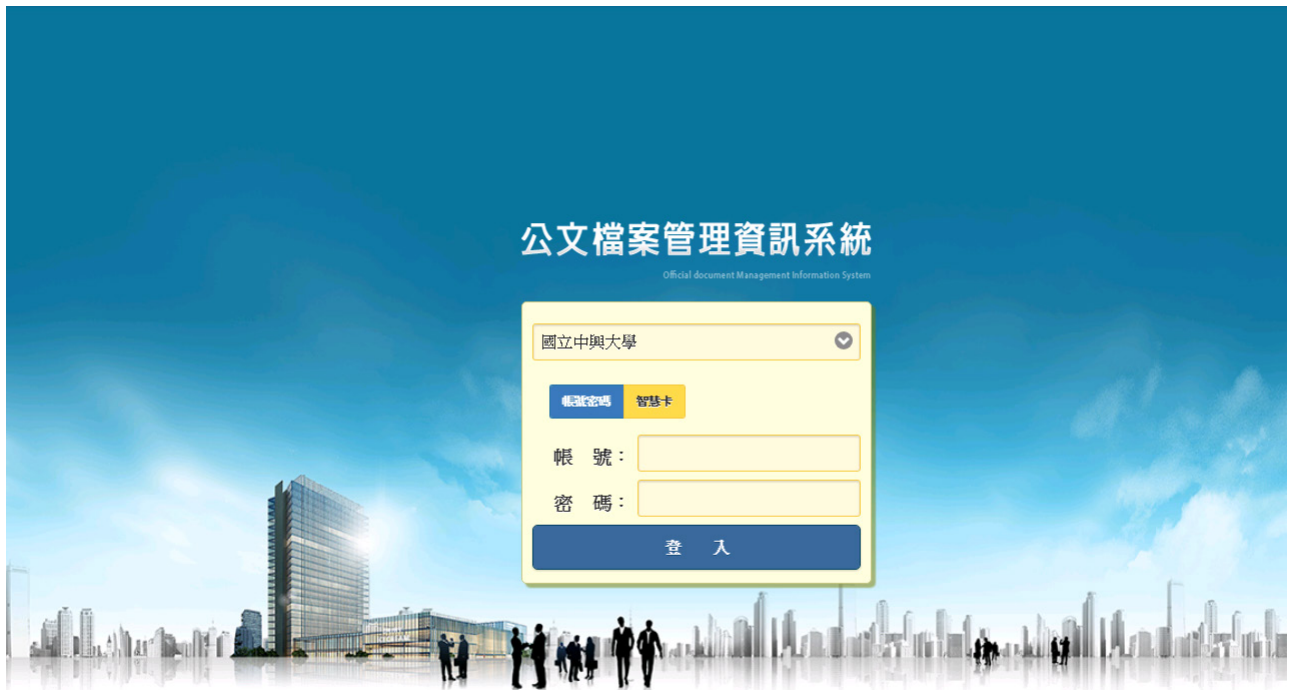 公文檔案管理資訊系統
Official document Management Information System
國立中興大學
帳號密碼 智慧卡
帳 號：
密 碼：
登 入